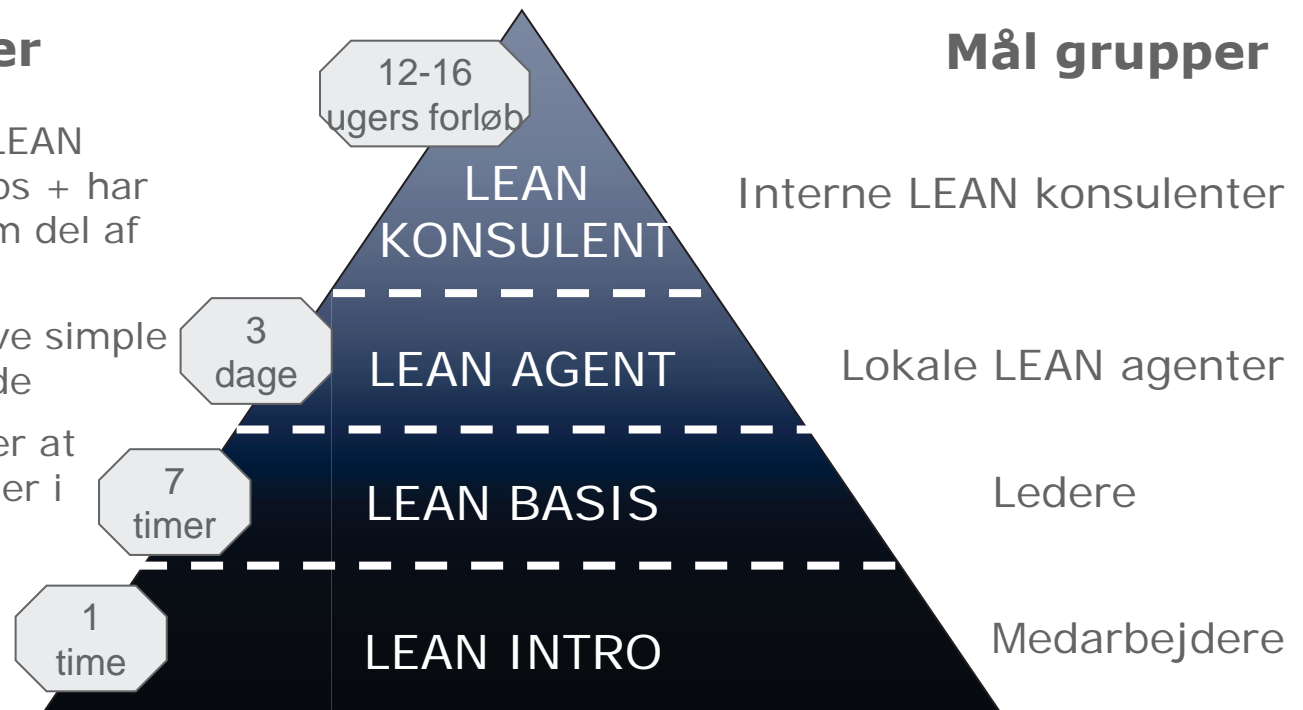 er
LEAN
+ har
del af
ve simple
de
er at
er i
12-16
ugers forløb
3
dage
7
timer
1
time
LEAN
KONSULENT
LEAN AGENT
LEAN BASIS
LEAN INTRO
Mål grupper
Interne LEAN konsulenter
Lokale LEAN agenter
Ledere
Medarbejdere